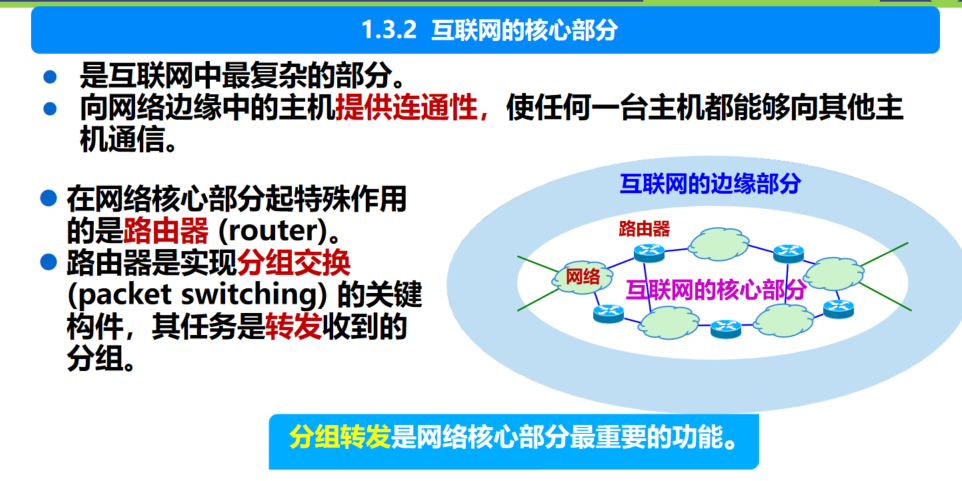 1.3.2 互联网的核心部分
是互联网中最复杂的部分。
向网络边缘中的主机提供连通性，使任何一台主机都能够向其他主
机通信。
在网络核心部分起特殊作用
的是路由器 (router)。
路由器是实现分组交换
(packet switching) 的关键
构件，其任务是转发收到的
分组。
互联网的边缘部分
路由器
网络
互联网的核心部分
分组转发是网络核心部分最重要的功能。